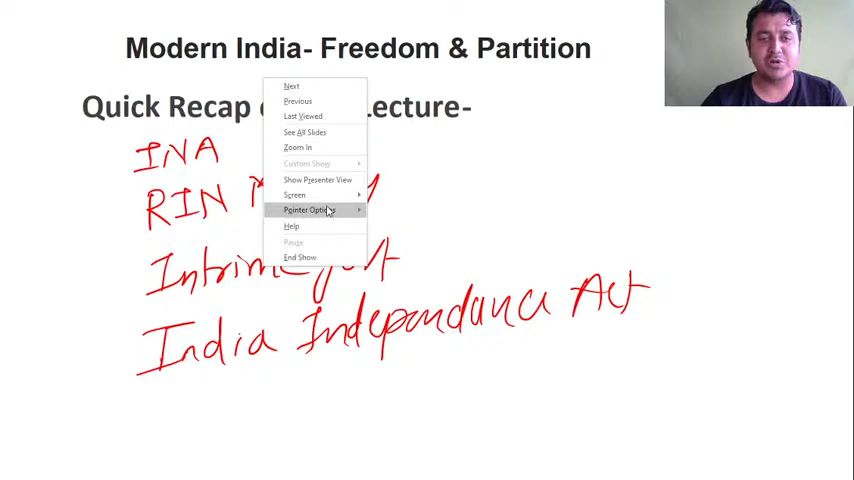 Modern India- Freedom & Partition
Quick Recap ecture-
INA
RIN
Intrim
India Independance Act
Next
Previous
Last Viewed
See All Slides
Zoom In
Custom Show
Show Presenter View
Screen
Pointer Options
Help
Pause
End Show